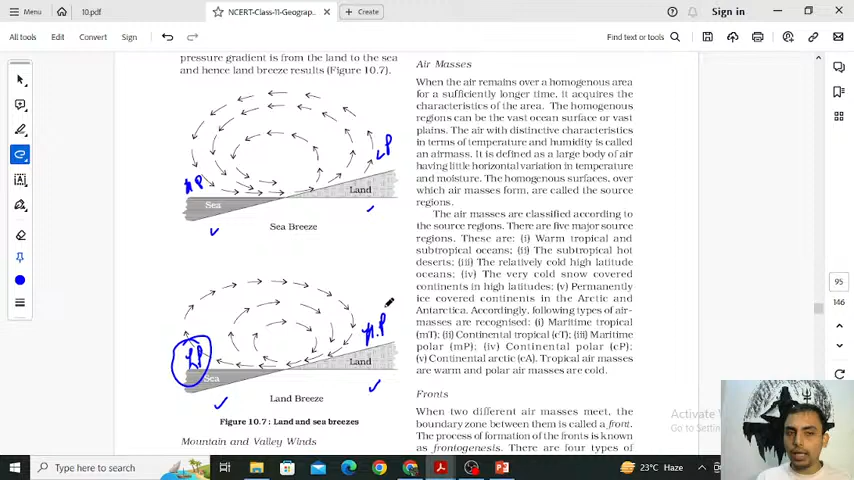 Menu
10.pdf
NCERT-Class-11-Geograp...
Create
Sign in
All tools
Edit
Convert
Sign
Find text or tools
pressure gradient is from the land to the sea
and hence land breeze results (Figure 10.7).
LP
HP
Land
Sea
Sea Breeze
H.P
LP
Land
Sea
Land Breeze
Figure 10.7 : Land and sea breezes
Mountain and Valley Winds
Air Masses
When the air remains over a homogenous area
for a sufficiently longer time, it acquires the
characteristics of the area. The homogenous
regions can be the vast ocean surface or vast
plains. The air with distinctive characteristics
in terms of temperature and humidity is called
an airmass. It is defined as a large body of air
having little horizontal variation in temperature
and moisture. The homogenous surfaces, over
which air masses form, are called the source
regions.
The air masses are classified according to
the source regions. There are five major source
regions. These are: (i) Warm tropical and
subtropical oceans; (ii) The subtropical hot
deserts; (iii) The relatively cold high latitude
oceans; (iv) The very cold snow covered
continents in high latitudes; (v) Permanently
ice covered continents in the Arctic and
Antarctica. Accordingly, following types of air-
masses are recognised: (i) Maritime tropical
(mT); (ii) Continental tropical (cT); (iii) Maritime
polar (mP); (iv) Continental polar (cP);
(v) Continental arctic (cA). Tropical air masses
are warm and polar air masses are cold.
Fronts
When two different air masses meet, the
boundary zone between them is called a front.
The process of formation of the fronts is known
as frontogenesis. There are four types of
95
Activate
Go to Setting
Type here to search
23°C Haze